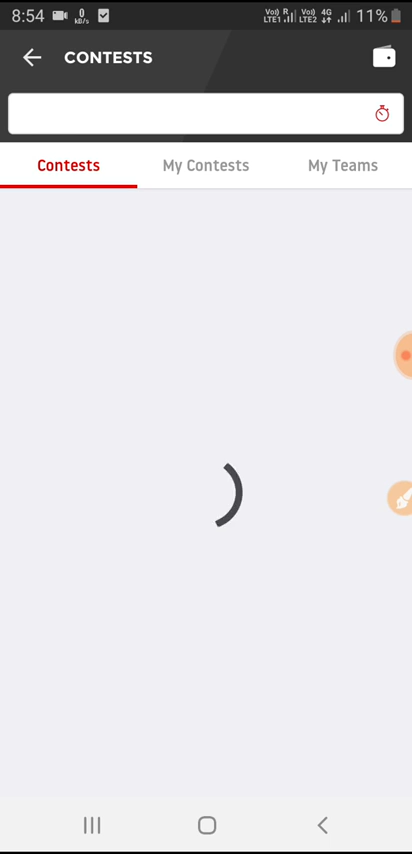 8:54 0 KB/s Vo) R LTE1 Vo) LTE2 4G 11%
CONTESTS
Contests My Contests My Teams